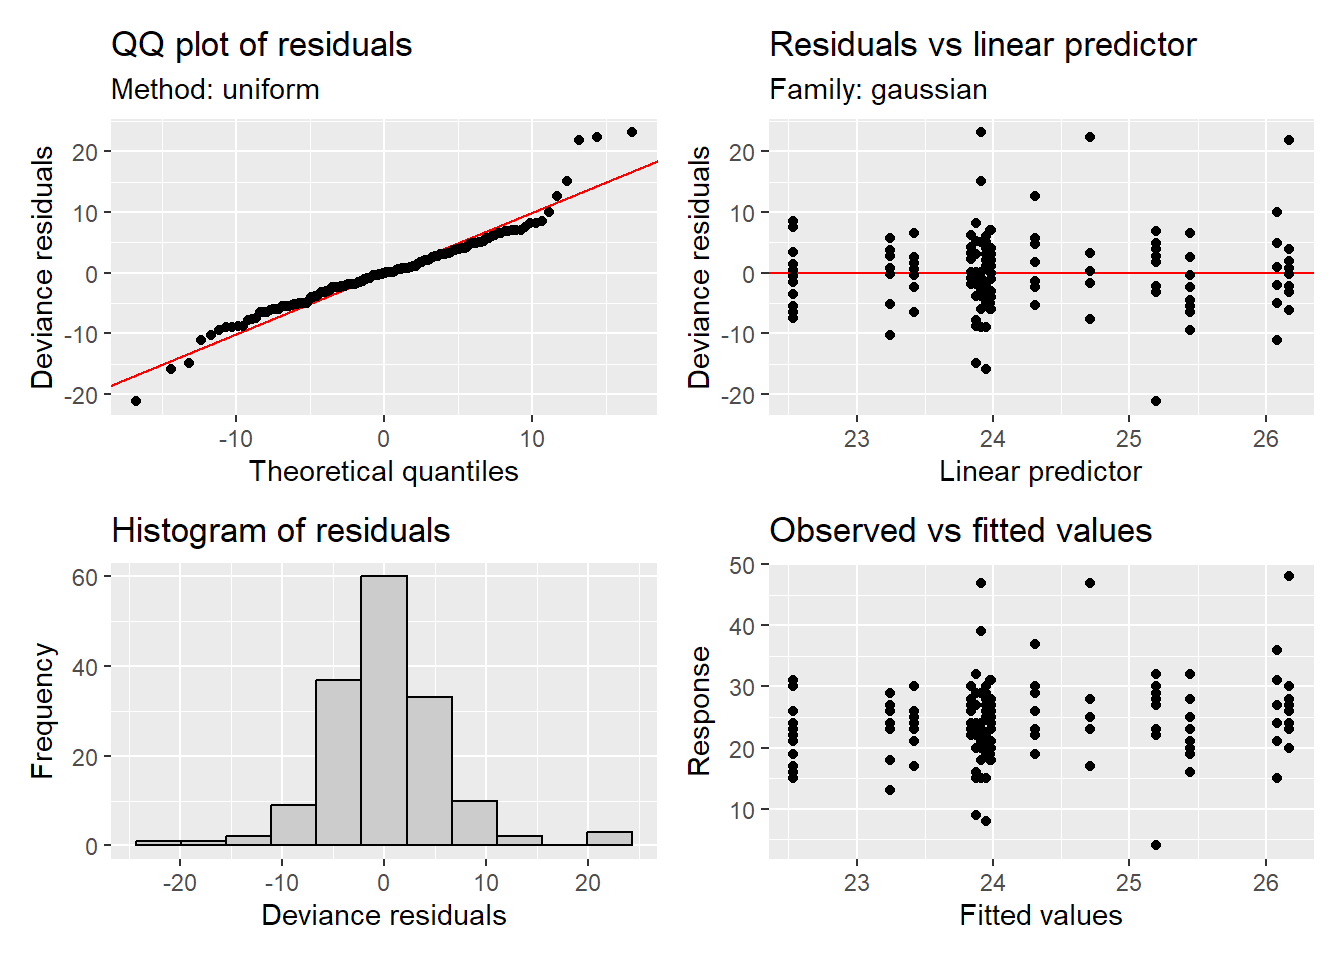 QQ plot of residuals
Method: uniform
Deviance residuals
20
10
0
-10
-20
-10
0
10
Theoretical quantiles
Residuals vs linear predictor
Family: gaussian
Deviance residuals
20
10
0
-10
-20
23
24
25
26
Linear predictor
Histogram of residuals
Frequency
60
40
20
0
-20
-10
0
10
20
Deviance residuals
Observed vs fitted values
Response
50
40
30
20
10
23
24
25
26
Fitted values